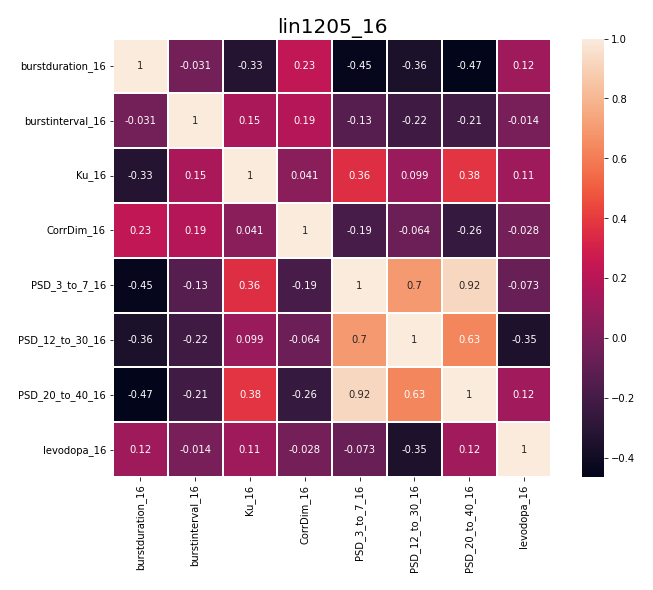 lin1205_16
burstduration_16 1 -0.031 -0.33 0.23 -0.45 -0.36 -0.47 0.12
burstinterval_16 -0.031 1 0.15 0.19 -0.13 -0.22 -0.21 -0.014
Ku_16 -0.33 0.15 1 0.041 0.36 0.099 0.38 0.11
CorrDim_16 0.23 0.19 0.041 1 -0.19 -0.064 -0.26 -0.028
PSD_3_to_7_16 -0.45 -0.13 0.36 -0.19 1 0.7 0.92 -0.073
PSD_12_to_30_16 -0.36 -0.22 0.099 -0.064 0.7 1 0.63 -0.35
PSD_20_to_40_16 -0.47 -0.21 0.38 -0.26 0.92 0.63 1 0.12
levodopa_16 0.12 -0.014 0.11 -0.028 -0.073 -0.35 0.12 1
burstduration_16
burstinterval_16
Ku_16
CorrDim_16
PSD_3_to_7_16
PSD_12_to_30_16
PSD_20_to_40_16
levodopa_16
1.0
0.8
0.6
0.4
0.2
0.0
−0.2
−0.4